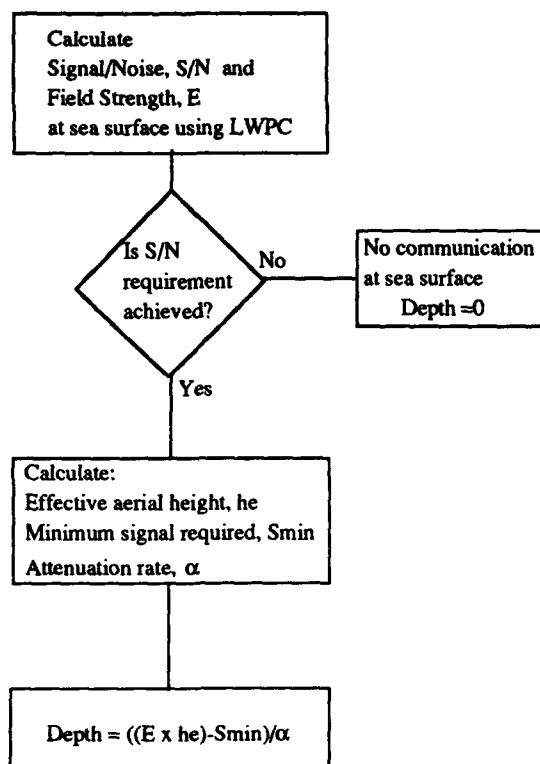 Calculate
Signal/Noise, S/N and
Field Strength, E
at sea surface using LWPC
Is S/N
requirement
achieved?
No
No communication
at sea surface
Depth =0
Yes
Calculate:
Effective aerial height, he
Minimum signal required, Smin
Attenuation rate, α
Depth = ((E x he)-Smin)/α